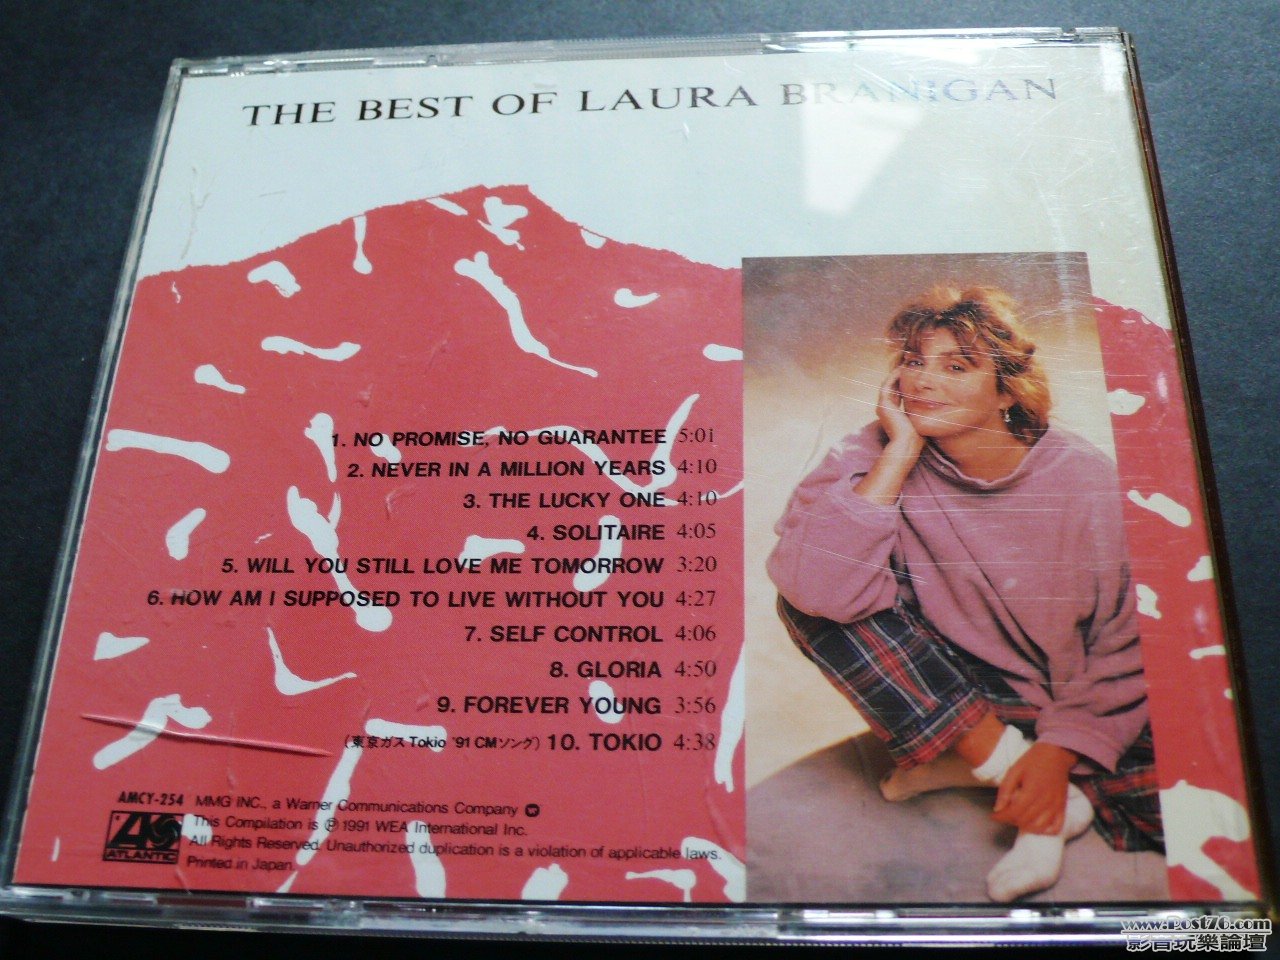 THE BEST OF LAURA BRANIGAN
1. NO PROMISE, NO GUARANTEE 5:01
2. NEVER IN A MILLION YEARS 4:10
3. THE LUCKY ONE 4:10
4. SOLITAIRE 4:05
5. WILL YOU STILL LOVE ME TOMORROW 3:20
6. HOW AM I SUPPOSED TO LIVE WITHOUT YOU 4:27
7. SELF CONTROL 4:06
8. GLORIA 4:50
9. FOREVER YOUNG 3:56
(東京ガス Tokio '91 CMソング) 10. TOKIO 4:38
AMCY-254 MMG INC., a Warner Communications Company
This Compilation is ℗ 1991 WEA International Inc.
All Rights Reserved. Unauthorized duplication is a violation of applicable laws.
Printed in Japan.
ATLANTIC
www.Post76.com
影音玩樂論壇